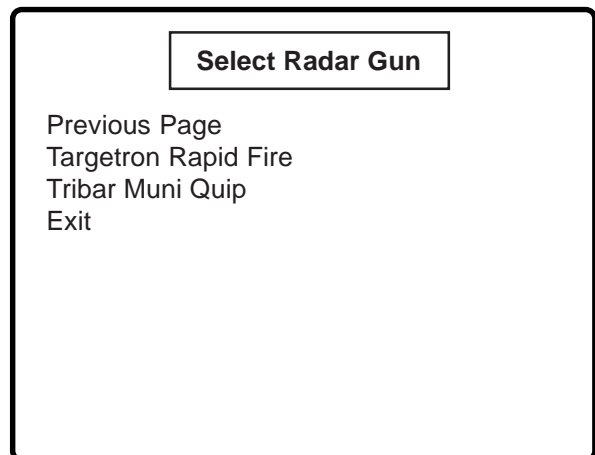 Select Radar Gun
Previous Page
Targetron Rapid Fire
Tribar Muni Quip
Exit